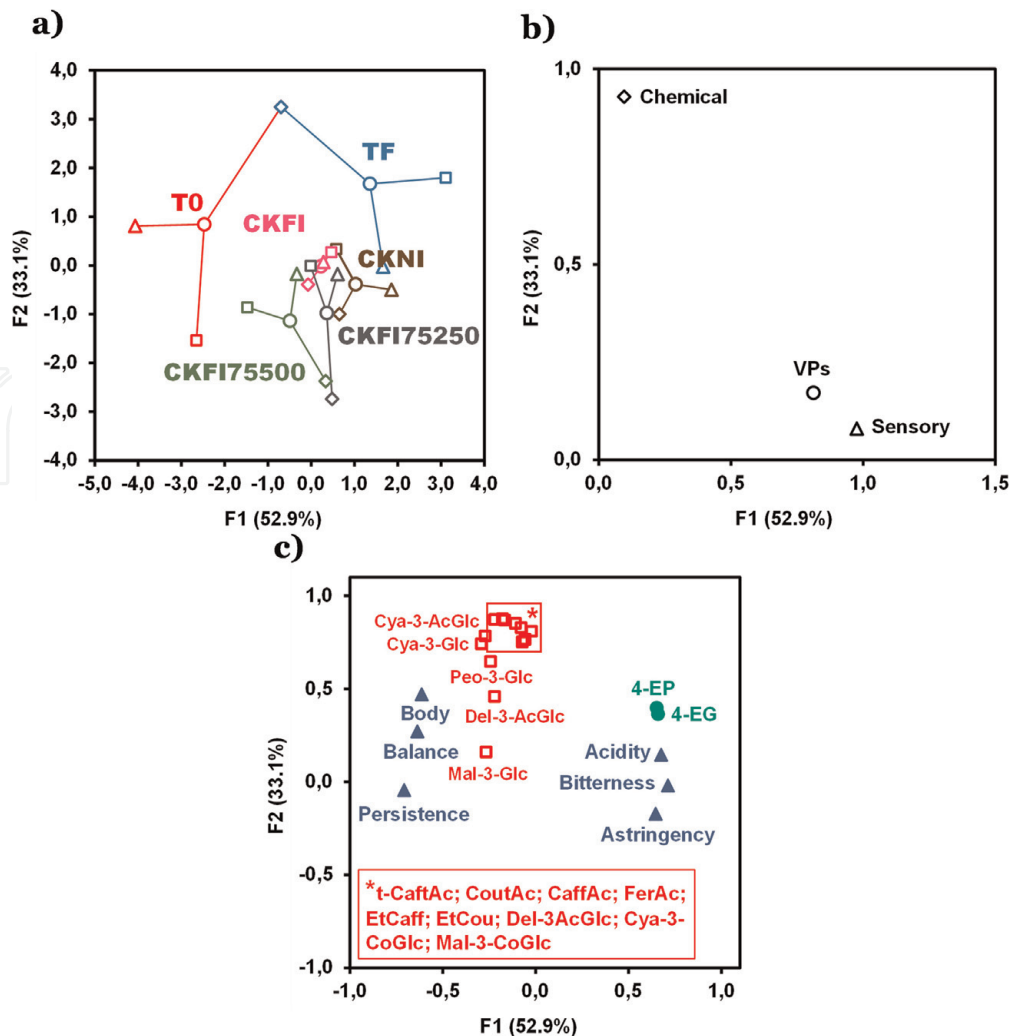 a)
4,0
3,0
2,0
1,0
0,0
-1,0
-2,0
-3,0
-4,0
F2 (33.1%)
TF
T0
CKFI
CKNI
CKFI75250
CKFI75500
-5,0 -4,0 -3,0 -2,0 -1,0 0,0 1,0 2,0 3,0 4,0
F1 (52.9%)
b)
1,0
0,5
0,0
F2 (33.1%)
Chemical
VPs
Sensory
0,0 0,5 1,0 1,5
F1 (52.9%)
c)
1,0
0,5
0,0
-0,5
-1,0
F2 (33.1%)
*
Cya-3-AcGlc
Cya-3-Glc
Peo-3-Glc
Del-3-AcGlc
Mal-3-Glc
Body
Balance
Persistence
4-EP
4-EG
Acidity
Bitterness
Astringency
*t-CaftAc; CoutAc; CaffAc; FerAc;
EtCaff; EtCou; Del-3AcGlc; Cya-3-
CoGlc; Mal-3-CoGlc
-1,0 -0,5 0,0 0,5 1,0
F1 (52.9%)